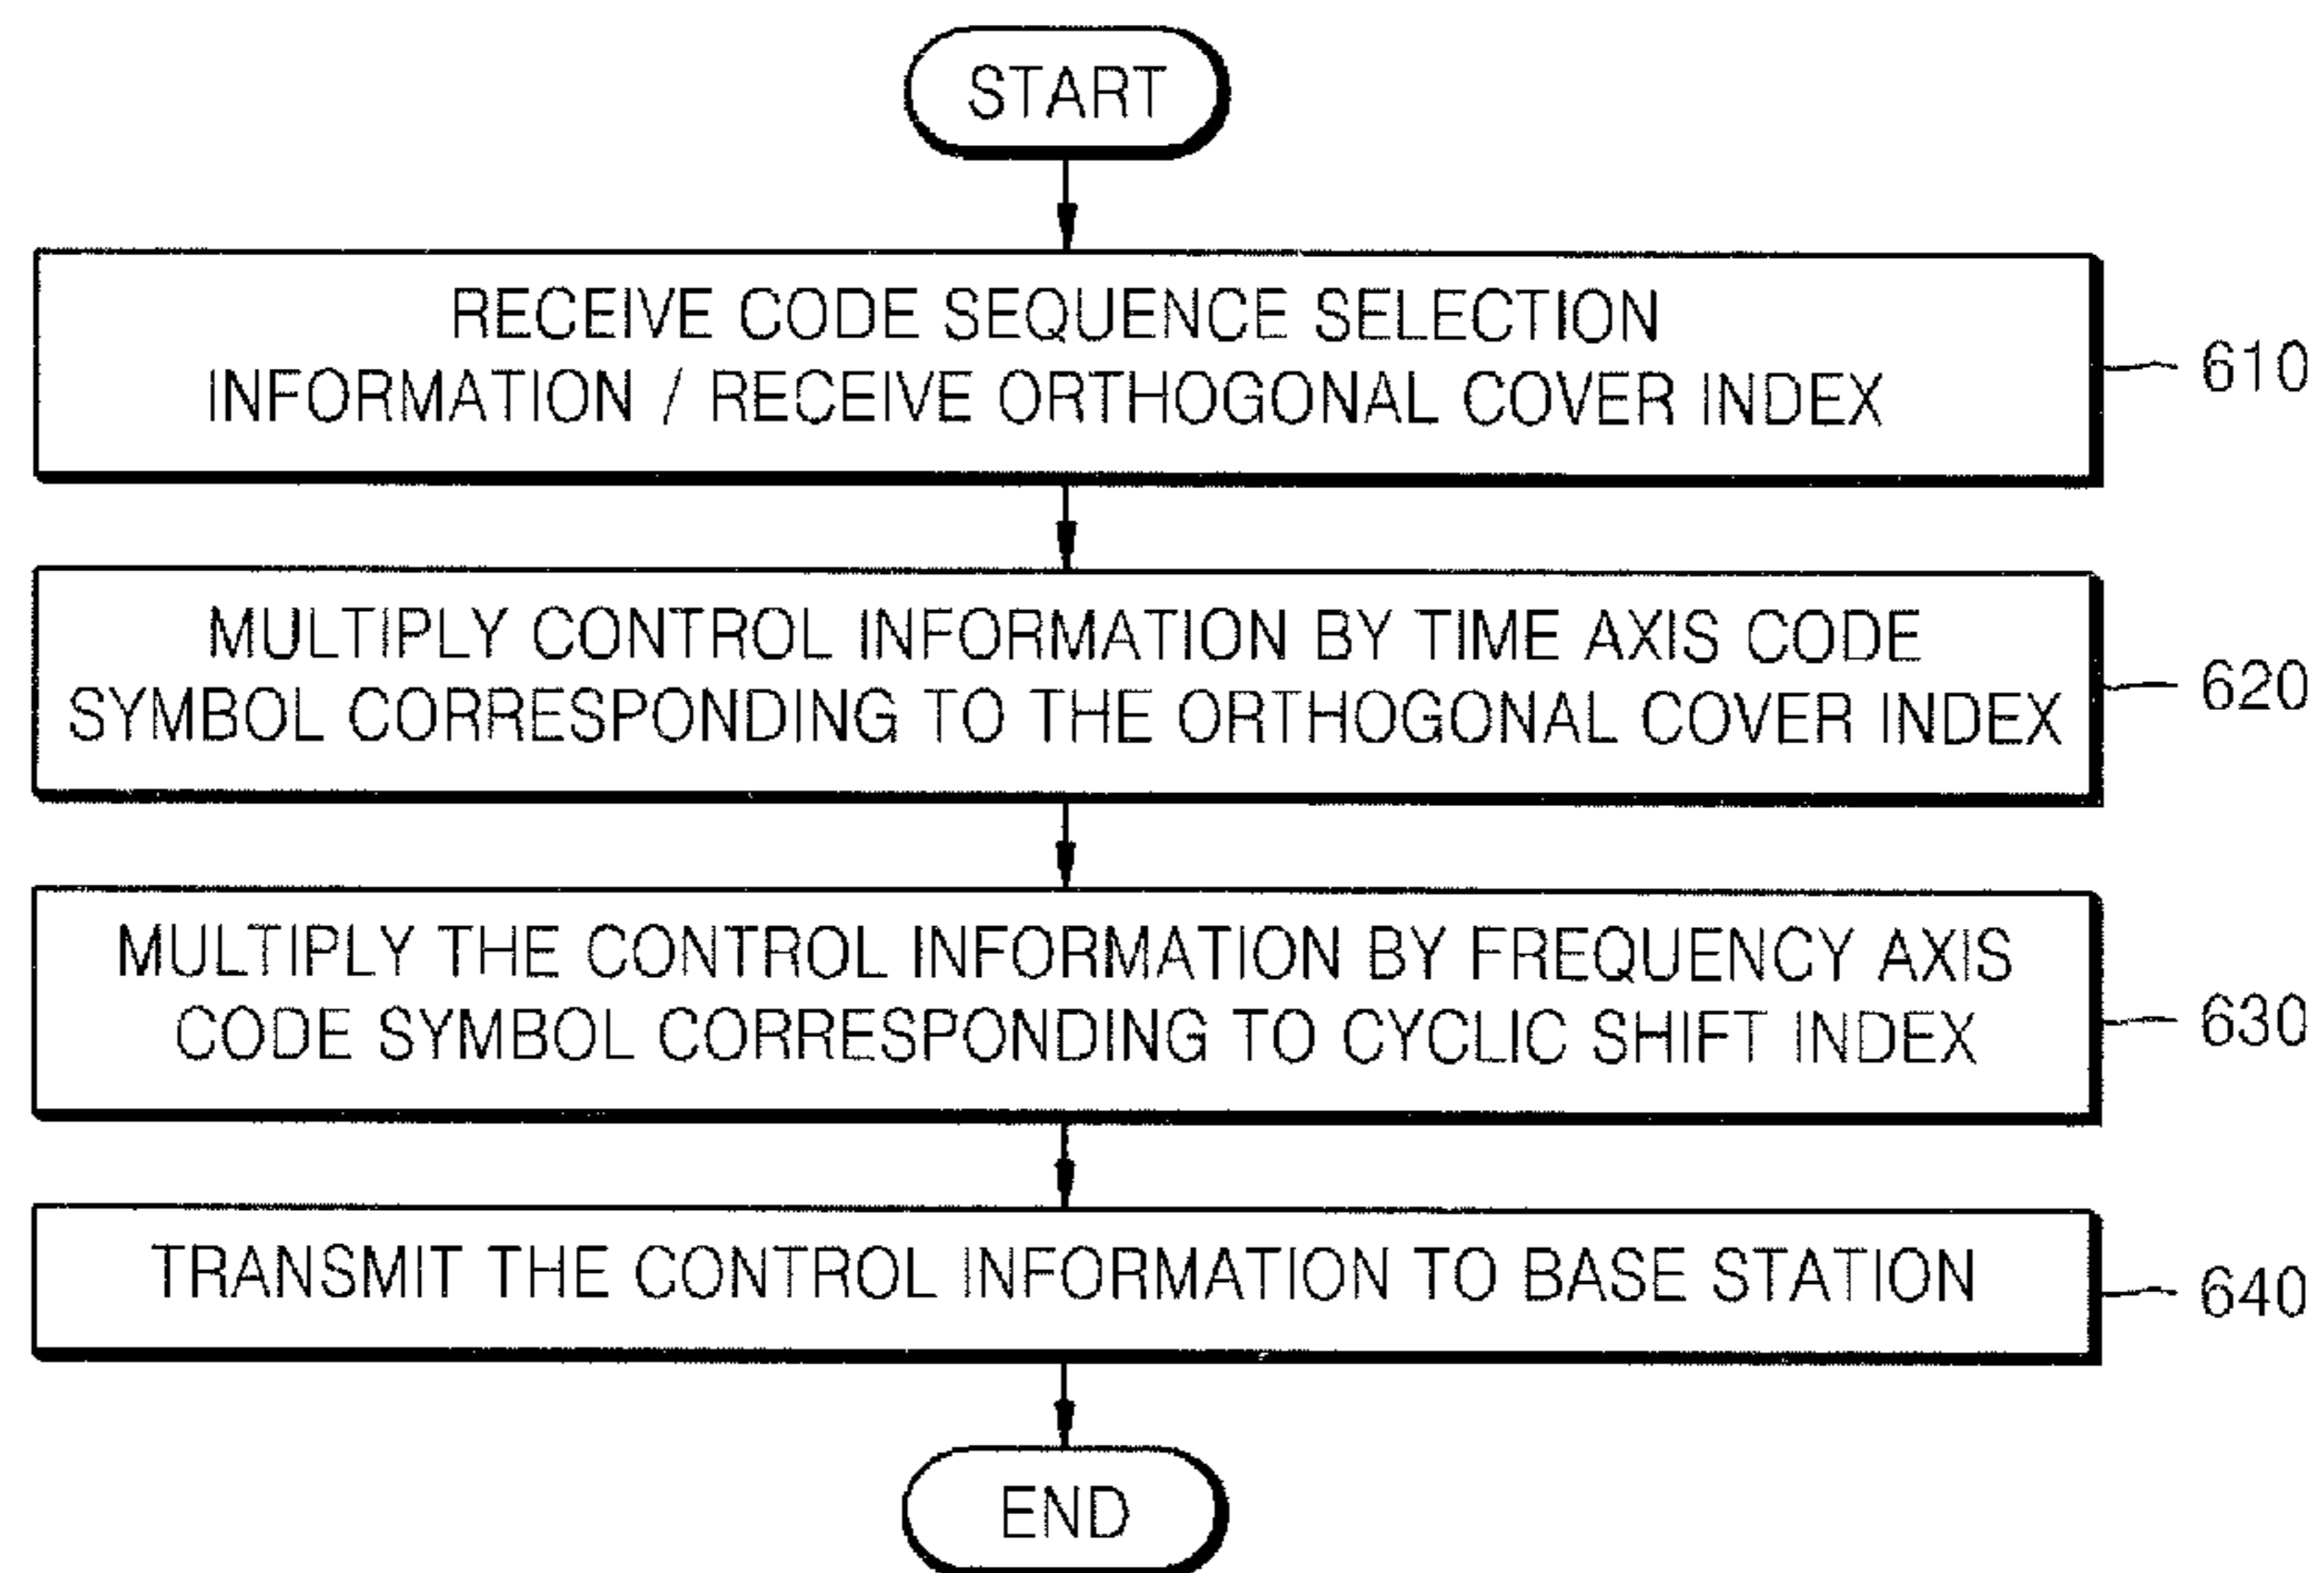 START
RECEIVE CODE SEQUENCE SELECTION
INFORMATION / RECEIVE ORTHOGONAL COVER INDEX
610
MULTIPLY CONTROL INFORMATION BY TIME AXIS CODE
SYMBOL CORRESPONDING TO THE ORTHOGONAL COVER INDEX
620
MULTIPLY THE CONTROL INFORMATION BY FREQUENCY AXIS
CODE SYMBOL CORRESPONDING TO CYCLIC SHIFT INDEX
630
TRANSMIT THE CONTROL INFORMATION TO BASE STATION
640
END